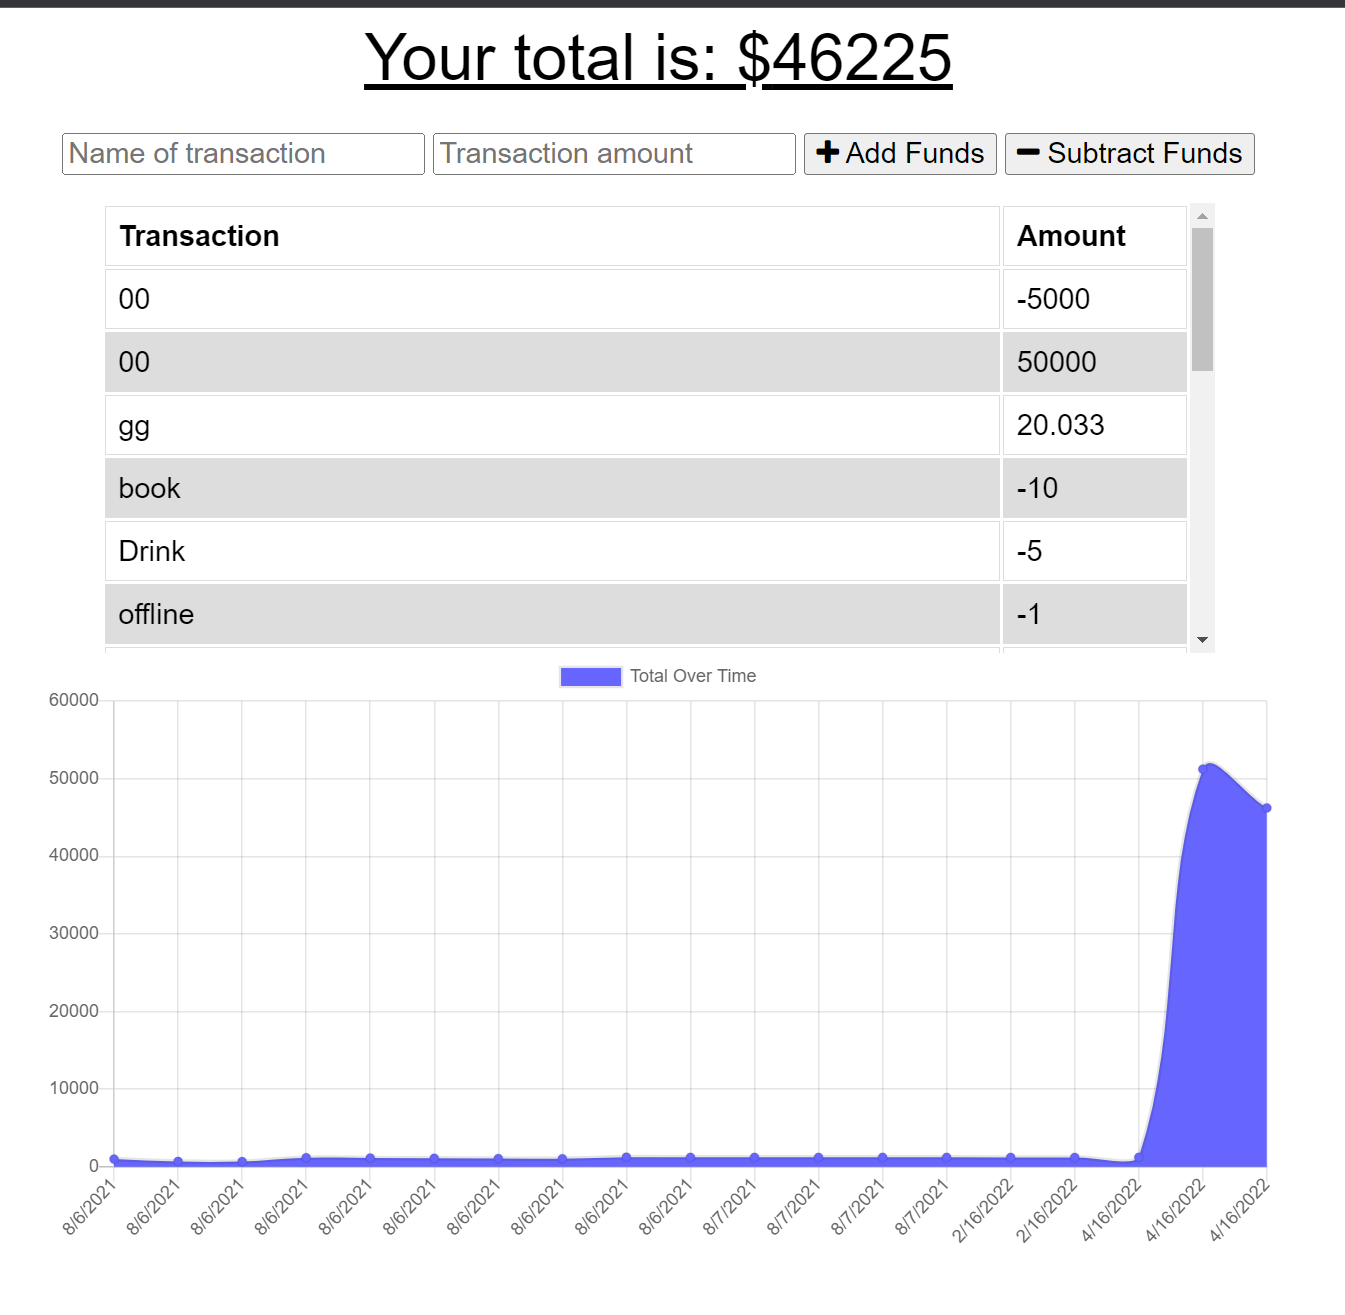 Your total is: $46225
Name of transaction Transaction amount Add Funds Subtract Funds
Transaction Amount
00 -5000
00 50000
gg 20.033
book -10
Drink -5
offline -1
Total Over Time
60000
50000
40000
30000
20000
10000
0
8/6/2021 8/6/2021 8/6/2021 8/6/2021 8/6/2021 8/6/2021 8/6/2021 8/6/2021 8/6/2021 8/6/2021 8/7/2021 8/7/2021 8/7/2021 8/7/2021 2/16/2022 2/16/2022 4/16/2022 4/16/2022 4/16/2022